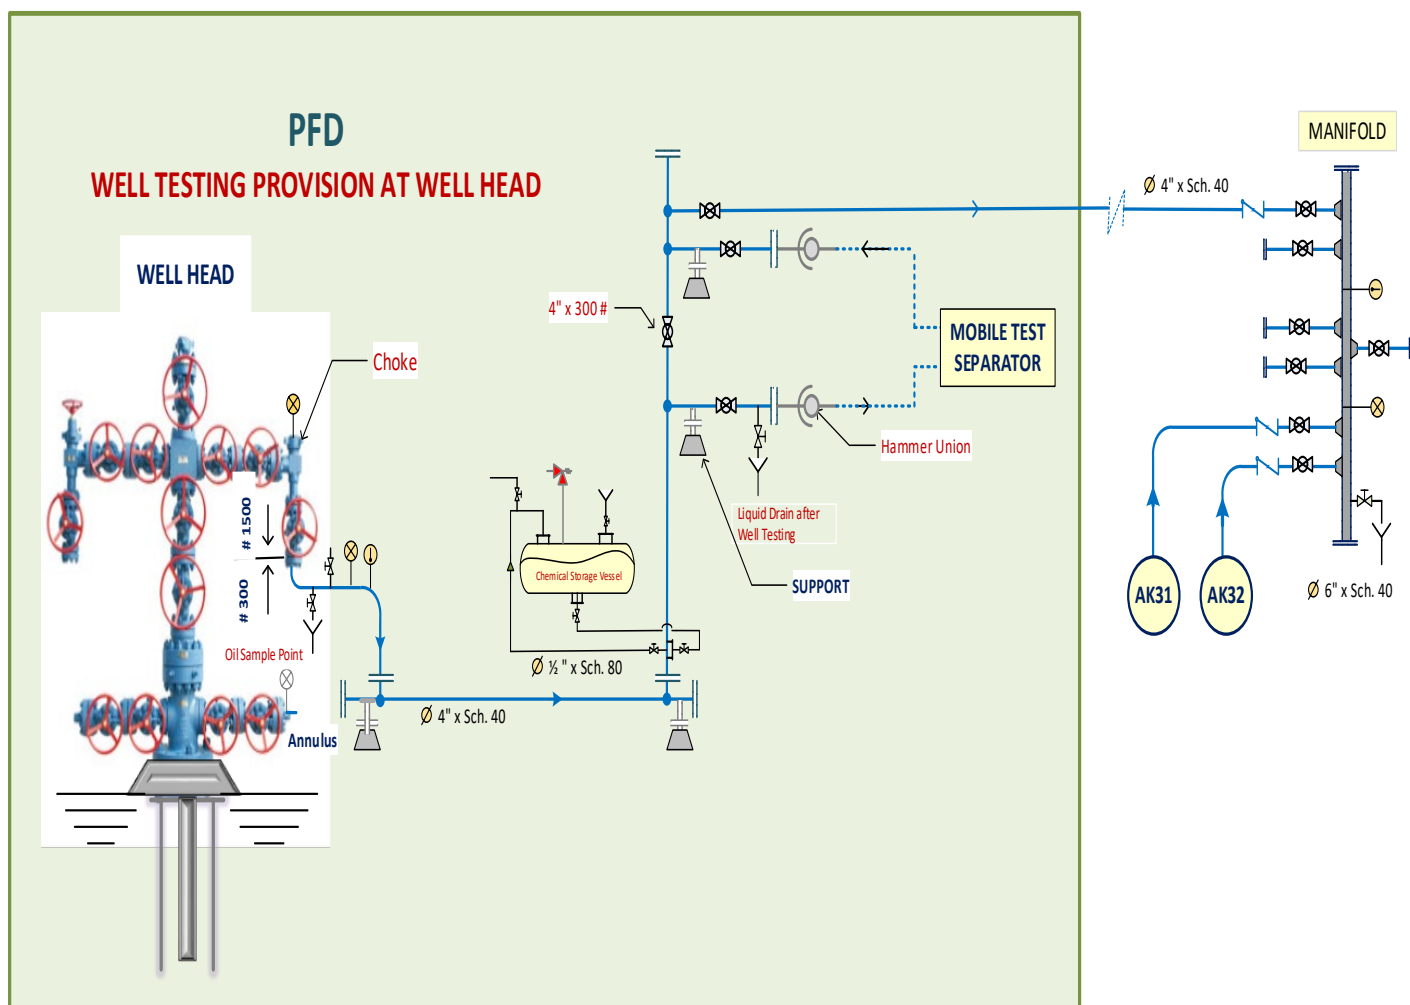 PFD
WELL TESTING PROVISION AT WELL HEAD
WELL HEAD
MANIFOLD
Ø 4" x Sch. 40
4" x 300 #
Choke
MOBILE TEST
SEPARATOR
Hammer Union
# 1500
# 300
Liquid Drain after
Well Testing
Chemical Storage Vessel
SUPPORT
AK31
AK32
Ø 6" x Sch. 40
Oil Sample Point
Ø ½ " x Sch. 80
Ø 4" x Sch. 40
Annulus